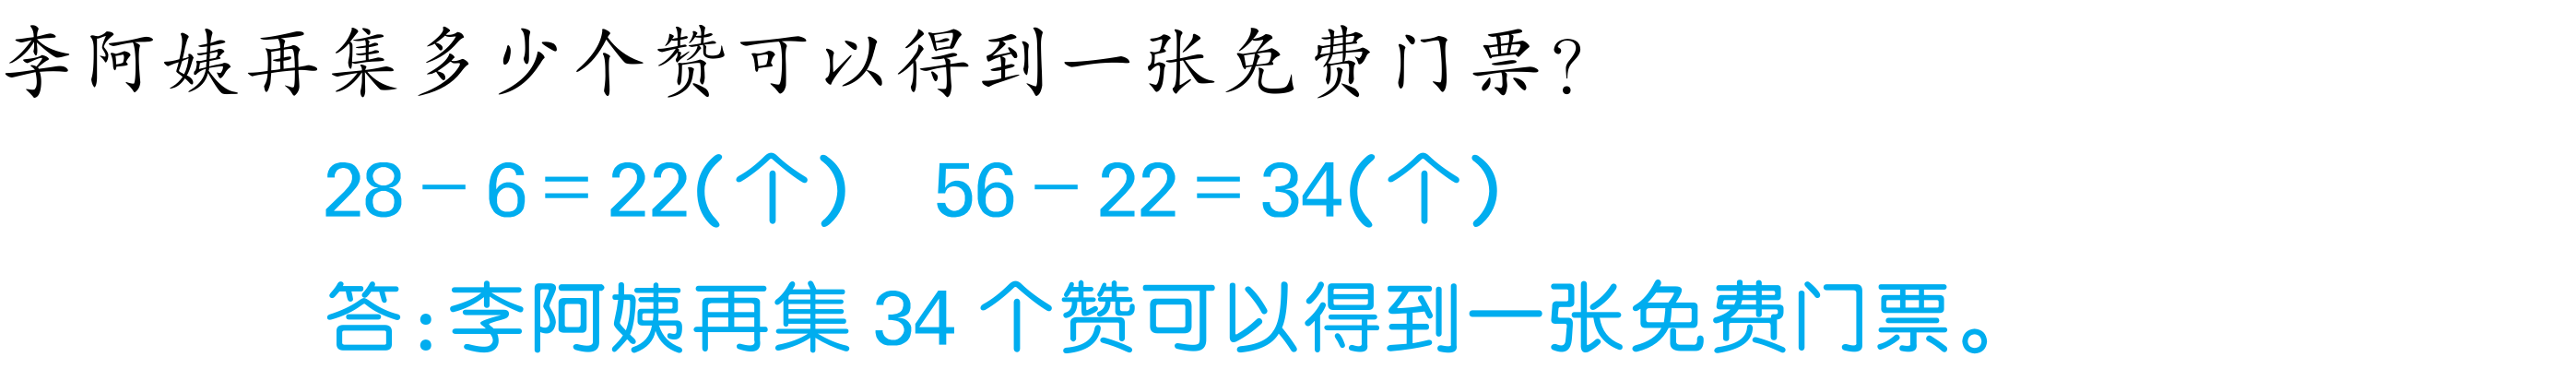 李阿姨再集多少个赞可以得到一张免费门票?
28-6=22(个) 56-22=34(个)
答:李阿姨再集 34 个赞可以得到一张免费门票。